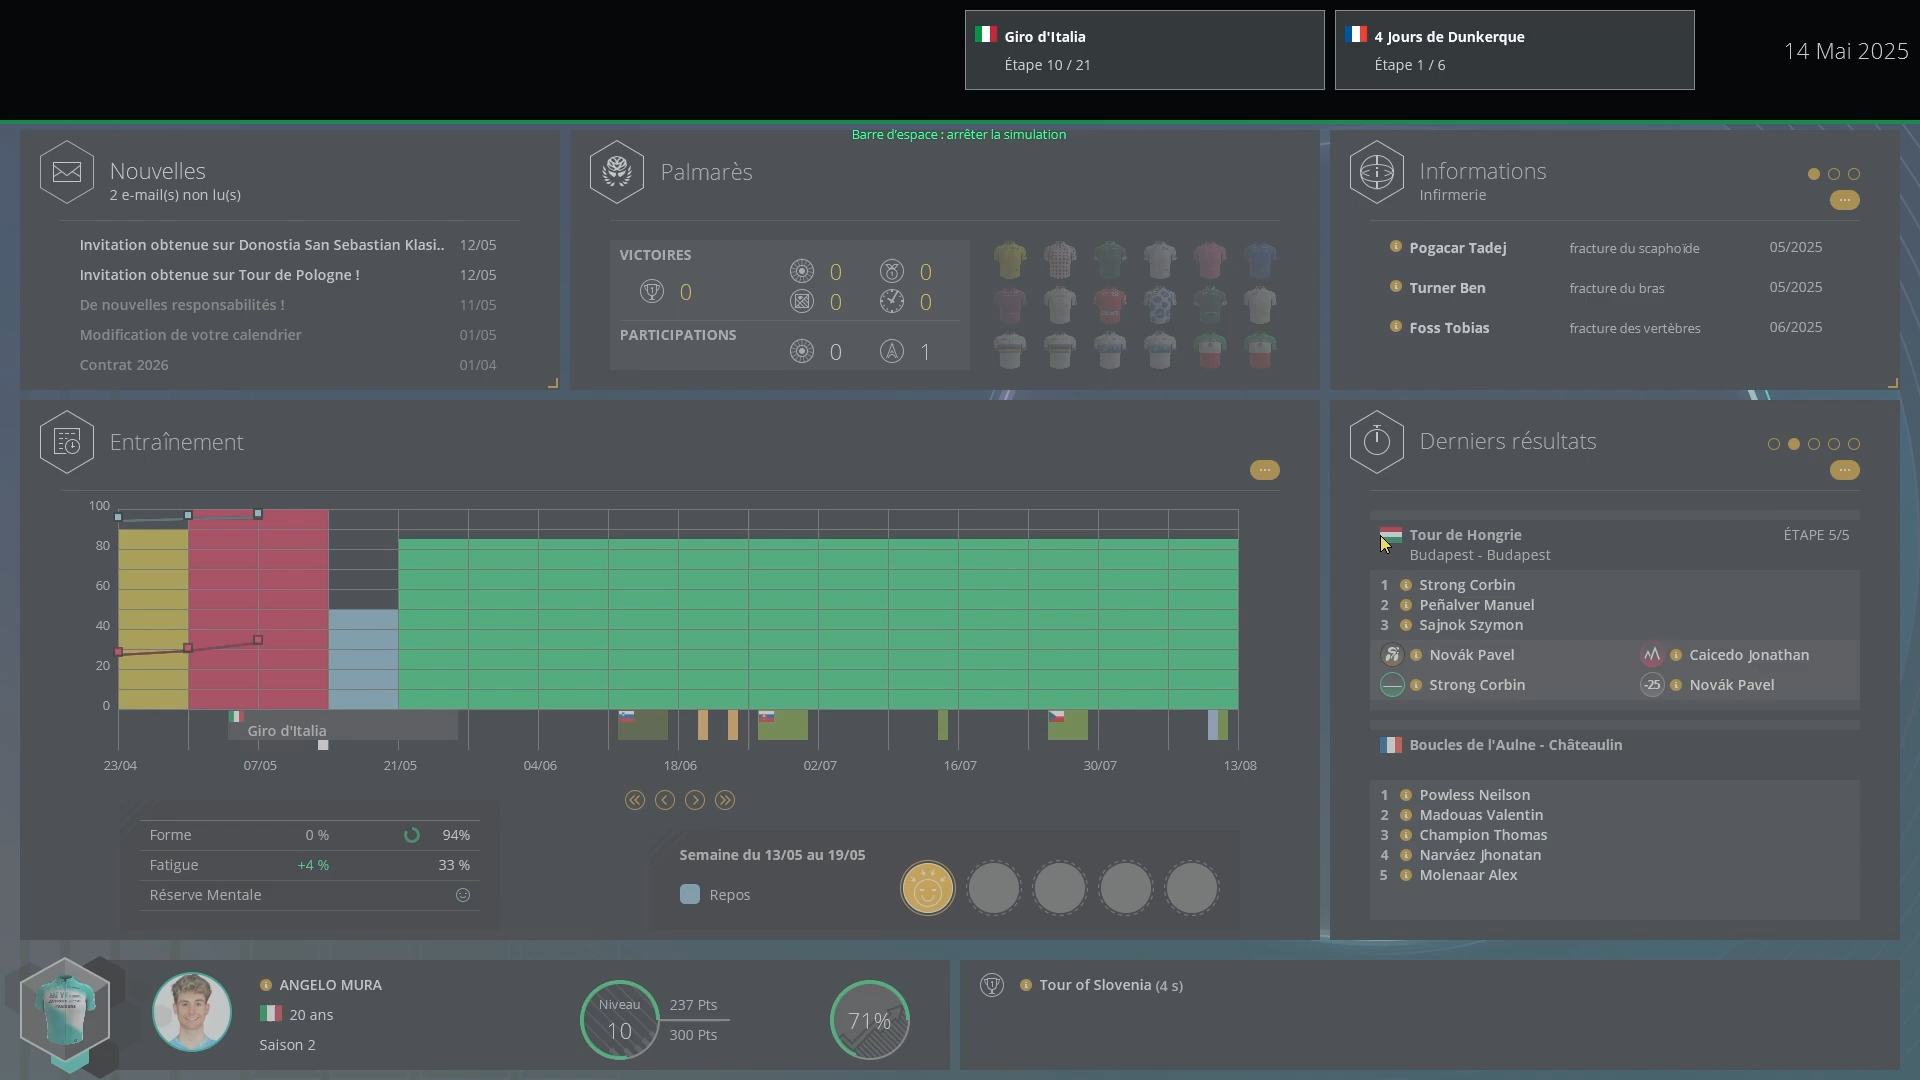 Giro d'Italia
Étape 10 / 21
4 Jours de Dunkerque
Étape 1 / 6
14 Mai 2025
Barre d'espace : arrêter la simulation
Nouvelles
2 e-mail(s) non lu(s)
Invitation obtenue sur Donostia San Sebastian Klasi.. 12/05
Invitation obtenue sur Tour de Pologne ! 12/05
De nouvelles responsabilités ! 11/05
Modification de votre calendrier 01/05
Contrat 2026 01/04
Palmarès
VICTOIRES
0 0 0
0 0
PARTICIPATIONS
0 1
Informations
Infirmerie
Pogacar Tadej fracture du scaphoïde 05/2025
Turner Ben fracture du bras 05/2025
Foss Tobias fracture des vertèbres 06/2025
Entraînement
100
80
60
40
20
0
Giro d'Italia
23/04 07/05 21/05 04/06 18/06 02/07 16/07 30/07 13/08
Forme 0 % 94%
Fatigue +4 % 33 %
Réserve Mentale
Semaine du 13/05 au 19/05
Repos
Derniers résultats
Tour de Hongrie ÉTAPE 5/5
Budapest - Budapest
1 Strong Corbin
2 Peñalver Manuel
3 Sajnok Szymon
Novák Pavel Caicedo Jonathan
Strong Corbin -25 Novák Pavel
Boucles de l'Aulne - Châteaulin
1 Powless Neilson
2 Madouas Valentin
3 Champion Thomas
4 Narváez Jhonatan
5 Molenaar Alex
ANGELO MURA
20 ans
Saison 2
Niveau
10
237 Pts
300 Pts
71%
Tour of Slovenia (4 s)